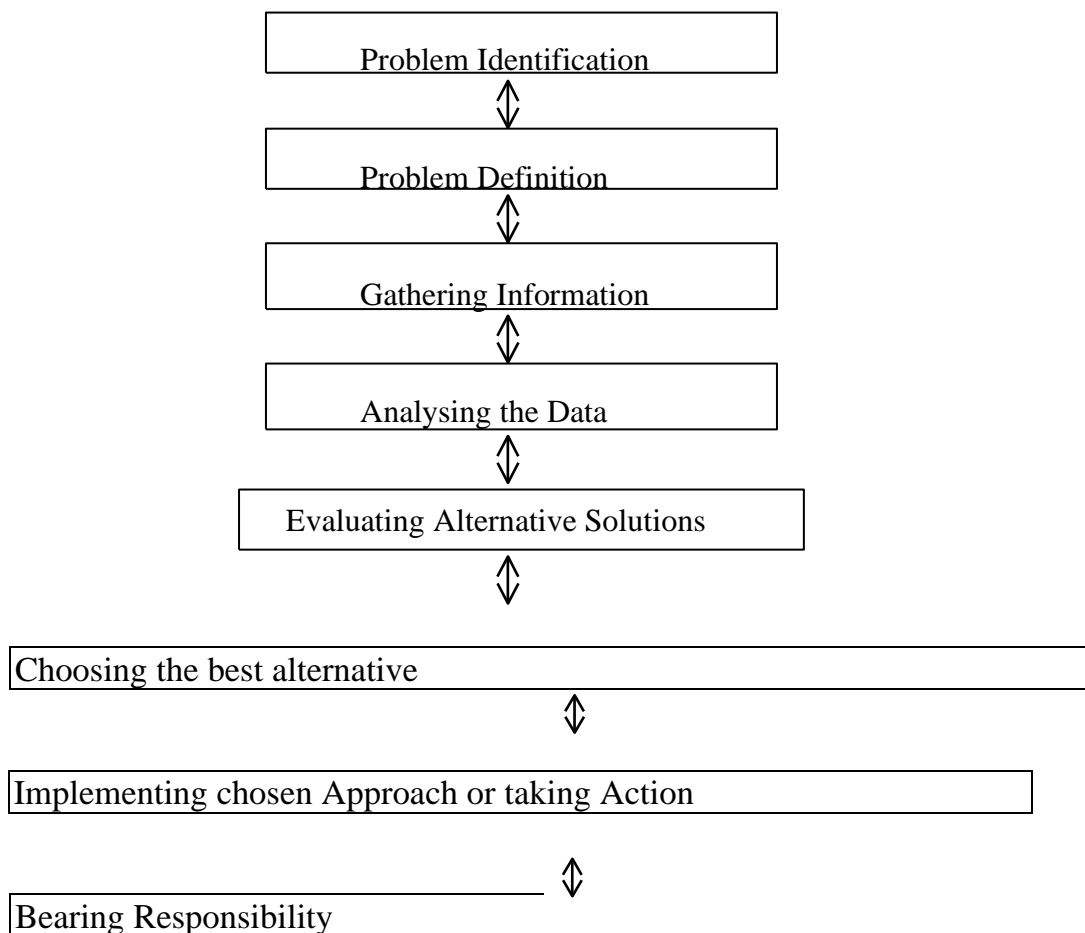 Problem Identification
Problem Definition
Gathering Information
Analysing the Data
Evaluating Alternative Solutions
Choosing the best alternative
Implementing chosen Approach or taking Action
Bearing Responsibility